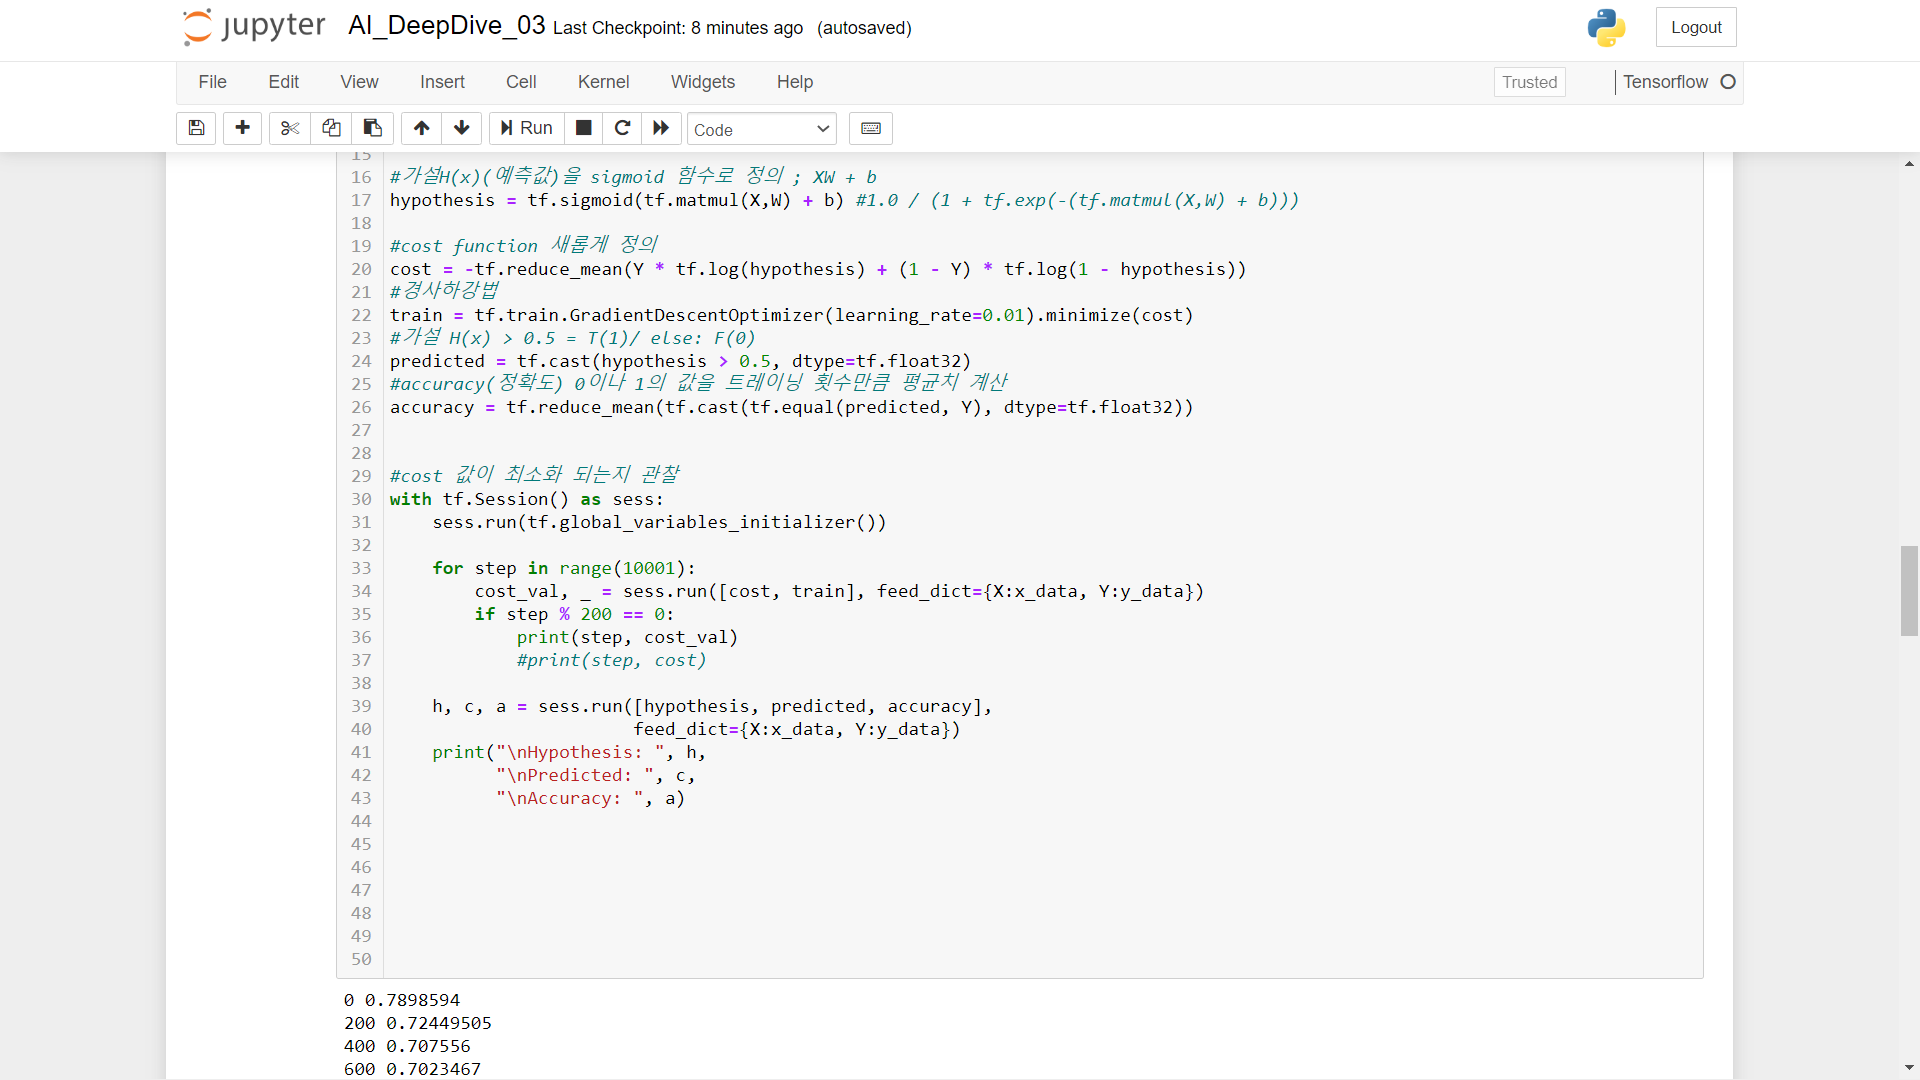 jupyter AI_DeepDive_03 Last Checkpoint: 8 minutes ago (autosaved) Logout
File Edit View Insert Cell Kernel Widgets Help Trusted Tensorflow
Run Code
15
16 #가설H(x)(예측값)을 sigmoid 함수로 정의 ; XW + b
17 hypothesis = tf.sigmoid(tf.matmul(X,W) + b) #1.0 / (1 + tf.exp(-(tf.matmul(X,W) + b)))
18
19 #cost function 새롭게 정의
20 cost = -tf.reduce_mean(Y * tf.log(hypothesis) + (1 - Y) * tf.log(1 - hypothesis))
21 #경사하강법
22 train = tf.train.GradientDescentOptimizer(learning_rate=0.01).minimize(cost)
23 #가설 H(x) > 0.5 = T(1)/ else: F(0)
24 predicted = tf.cast(hypothesis > 0.5, dtype=tf.float32)
25 #accuracy(정확도) 0이나 1의 값을 트레이닝 횟수만큼 평균치 계산
26 accuracy = tf.reduce_mean(tf.cast(tf.equal(predicted, Y), dtype=tf.float32))
27
28
29 #cost 값이 최소화 되는지 관찰
30 with tf.Session() as sess:
31     sess.run(tf.global_variables_initializer())
32
33     for step in range(10001):
34         cost_val, _ = sess.run([cost, train], feed_dict={X:x_data, Y:y_data})
35         if step % 200 == 0:
36             print(step, cost_val)
37             #print(step, cost)
38
39     h, c, a = sess.run([hypothesis, predicted, accuracy],
40                        feed_dict={X:x_data, Y:y_data})
41     print("\nHypothesis: ", h,
42           "\nPredicted: ", c,
43           "\nAccuracy: ", a)
44
45
46
47
48
49
50
0 0.7898594
200 0.72449505
400 0.707556
600 0.7023467